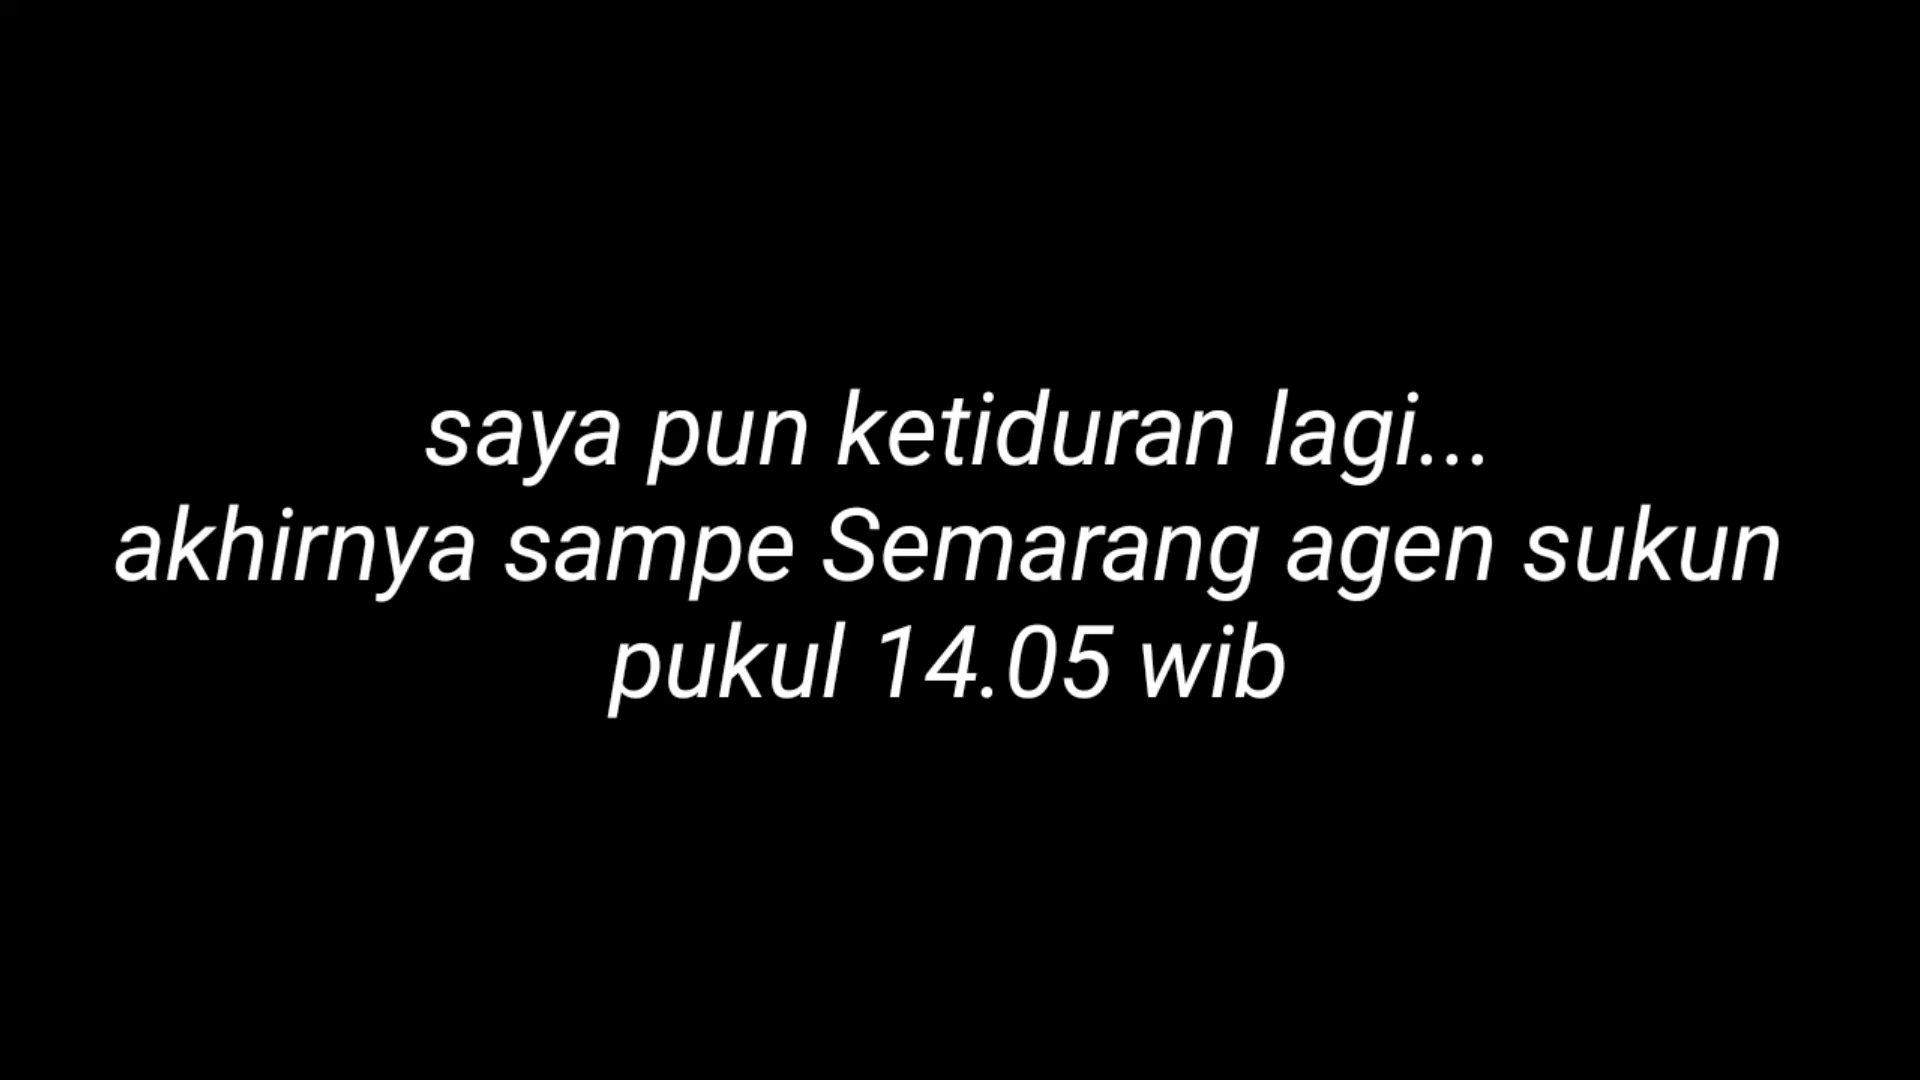 saya pun ketiduran lagi...
akhirnya sampe Semarang agen sukun
pukul 14.05 wib